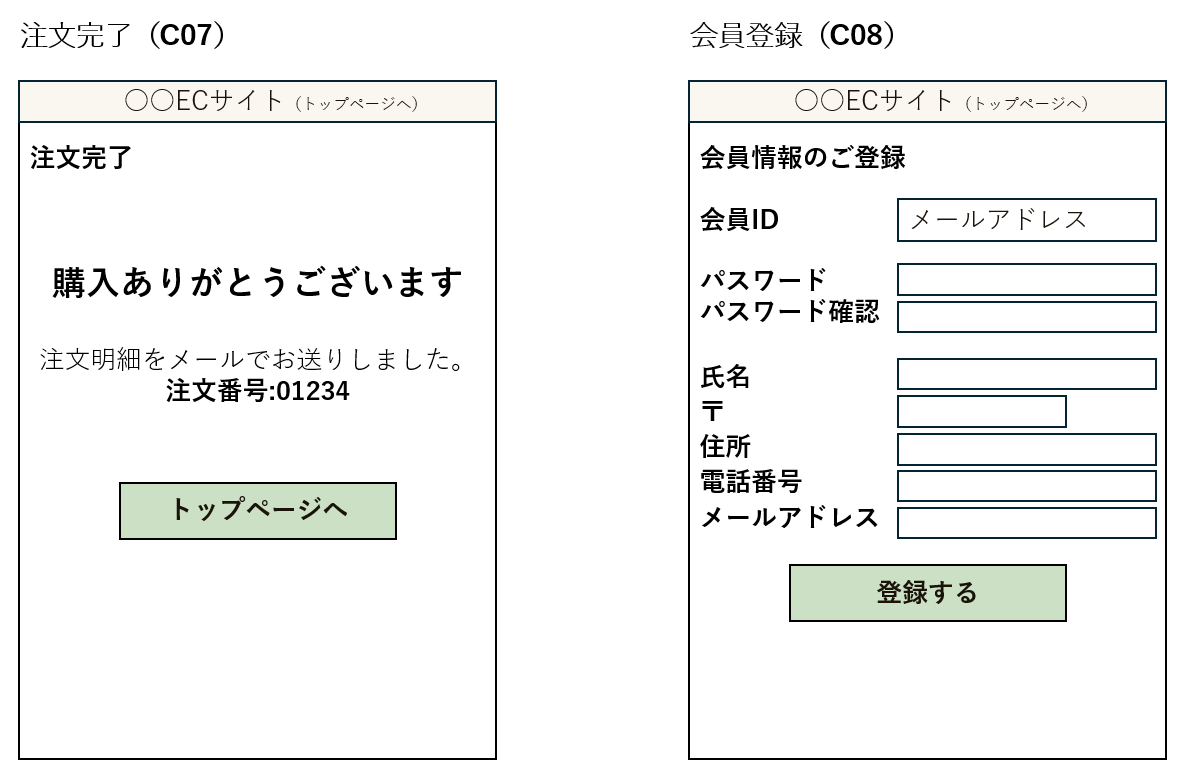 注文完了（C07）
〇〇ECサイト（トップページへ）
注文完了
購入ありがとうございます
注文明細をメールでお送りしました。
注文番号:01234
トップページへ
会員登録（C08）
〇〇ECサイト（トップページへ）
会員情報のご登録
会員ID
メールアドレス
パスワード
パスワード確認
氏名
〒
住所
電話番号
メールアドレス
登録する